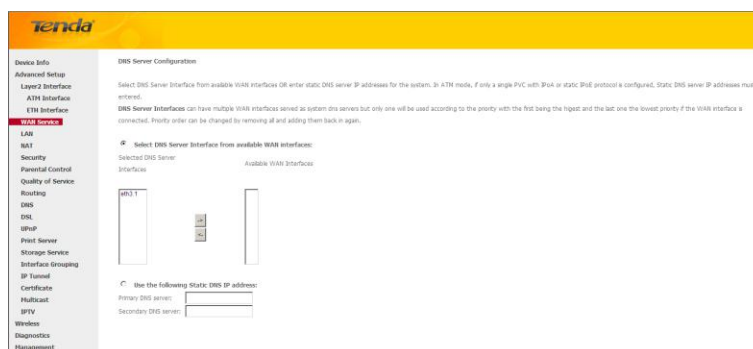 Tenda
Device Info
Advanced Setup
Layer2 Interface
ATM Interface
ETH Interface
WAN Service
LAN
NAT
Security
Parental Control
Quality of Service
Routing
DNS
DSL
UPnP
Print Server
Storage Service
Interface Grouping
IP Tunnel
Certificate
Multicast
IPTV
Wireless
Diagnostics
Management
DNS Server Configuration
Select DNS Server Interface from available WAN interfaces OR enter static DNS server IP addresses for the system. In ATM mode, if only a single PVC with IPoA or static IPoE protocol is configured, Static DNS server IP addresses must
entered.
DNS Server Interfaces can have multiple WAN interfaces served as system dns servers but only one will be used according to the priority with the first being the higest and the last one the lowest priority if the WAN interface is
connected. Priority order can be changed by removing all and adding them back in again.
Select DNS Server Interface from available WAN interfaces:
Selected DNS Server
Interfaces
Available WAN Interfaces
eth3.1
->
<-
Use the following Static DNS IP address:
Primary DNS server:
Secondary DNS server: